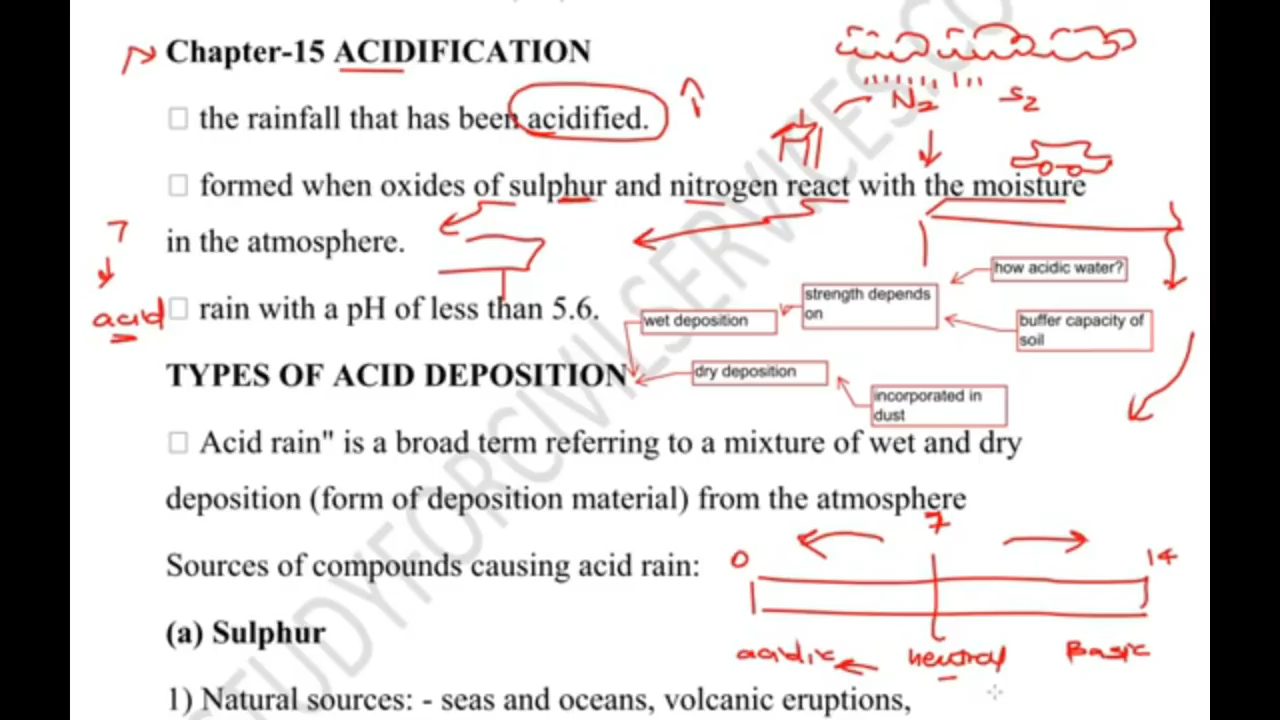 Chapter-15 ACIDIFICATION
the rainfall that has been acidified.
N2
S2
formed when oxides of sulphur and nitrogen react with the moisture
7
in the atmosphere.
how acidic water?
strength depends
on
acid
rain with a pH of less than 5.6.
wet deposition
buffer capacity of
soil
TYPES OF ACID DEPOSITION
dry deposition
incorporated in
dust
Acid rain" is a broad term referring to a mixture of wet and dry
deposition (form of deposition material) from the atmosphere
7
0
14
Sources of compounds causing acid rain:
(a) Sulphur
acidic
neutral
Basic
1) Natural sources: - seas and oceans, volcanic eruptions,
STUDYFORCIVILSERVICES.CO